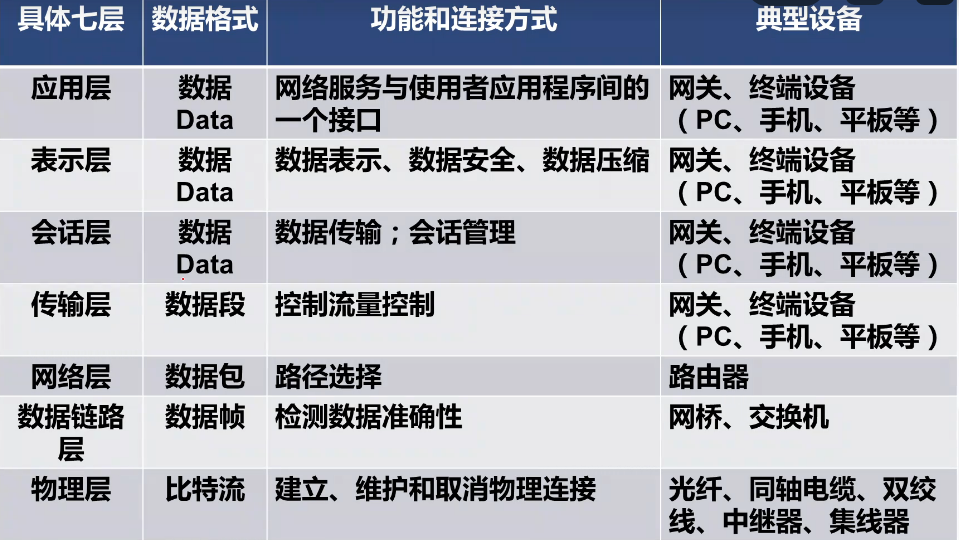 具体七层 数据格式 功能和连接方式 典型设备
应用层 数据 网络服务与使用者应用程序间的 网关、终端设备
Data 一个接口 （PC、手机、平板等）
表示层 数据 数据表示、数据安全、数据压缩 网关、终端设备
Data （PC、手机、平板等）
会话层 数据 数据传输；会话管理 网关、终端设备
Data （PC、手机、平板等）
传输层 数据段 控制流量控制 网关、终端设备
（PC、手机、平板等）
网络层 数据包 路径选择 路由器
数据链路 数据帧 检测数据准确性 网桥、交换机
层
物理层 比特流 建立、维护和取消物理连接 光纤、同轴电缆、双绞
线、中继器、集线器